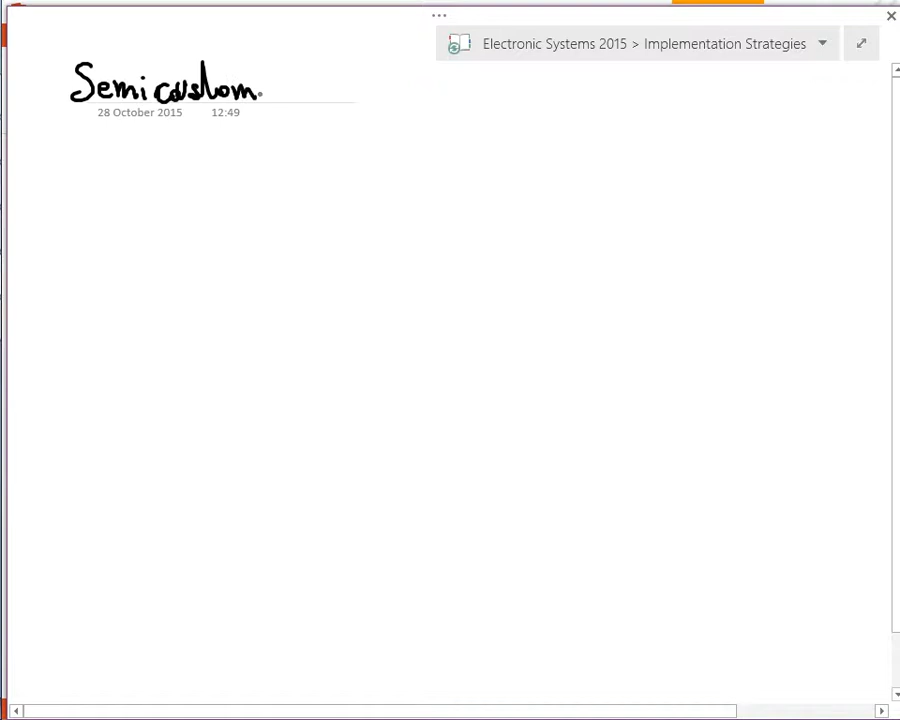 Electronic Systems 2015 > Implementation Strategies
Semicustom
28 October 2015 12:49